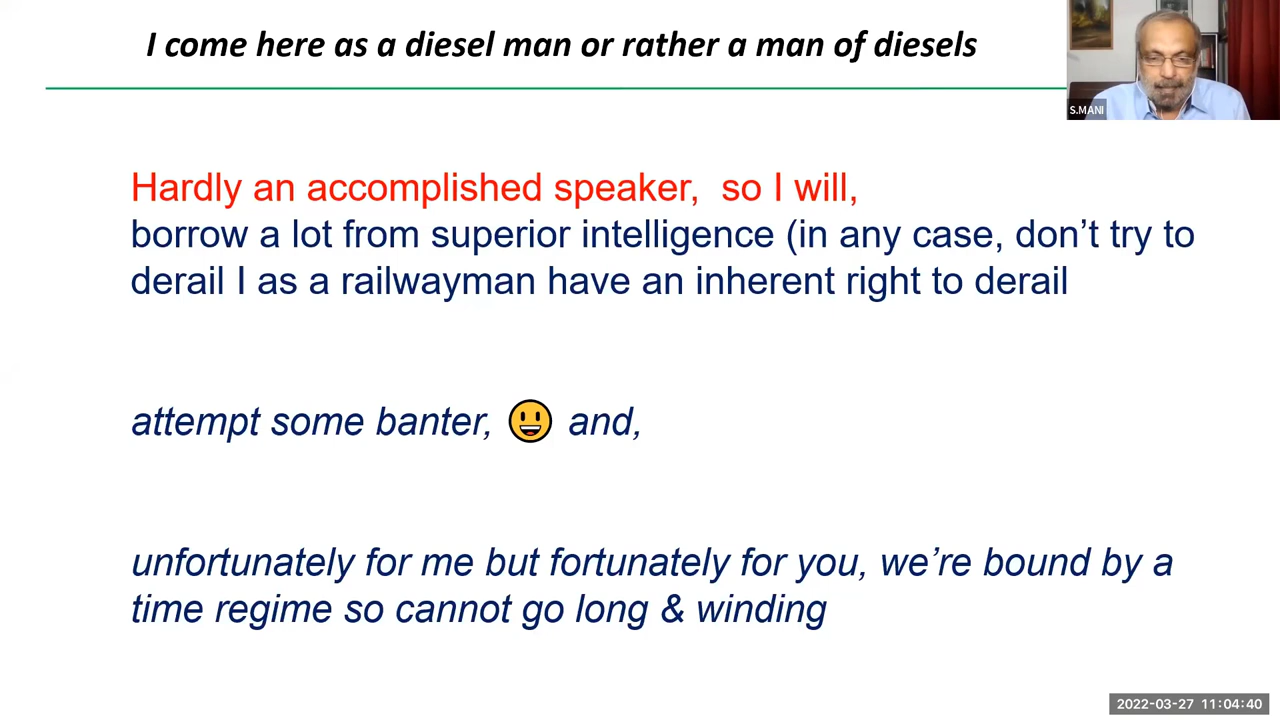 I come here as a diesel man or rather a man of diesels
S.MANI
Hardly an accomplished speaker,  so I will,
borrow a lot from superior intelligence (in any case, don’t try to
derail I as a railwayman have an inherent right to derail
attempt some banter, 😃 and,
unfortunately for me but fortunately for you, we’re bound by a
time regime so cannot go long & winding
2022-03-27 11:04:40